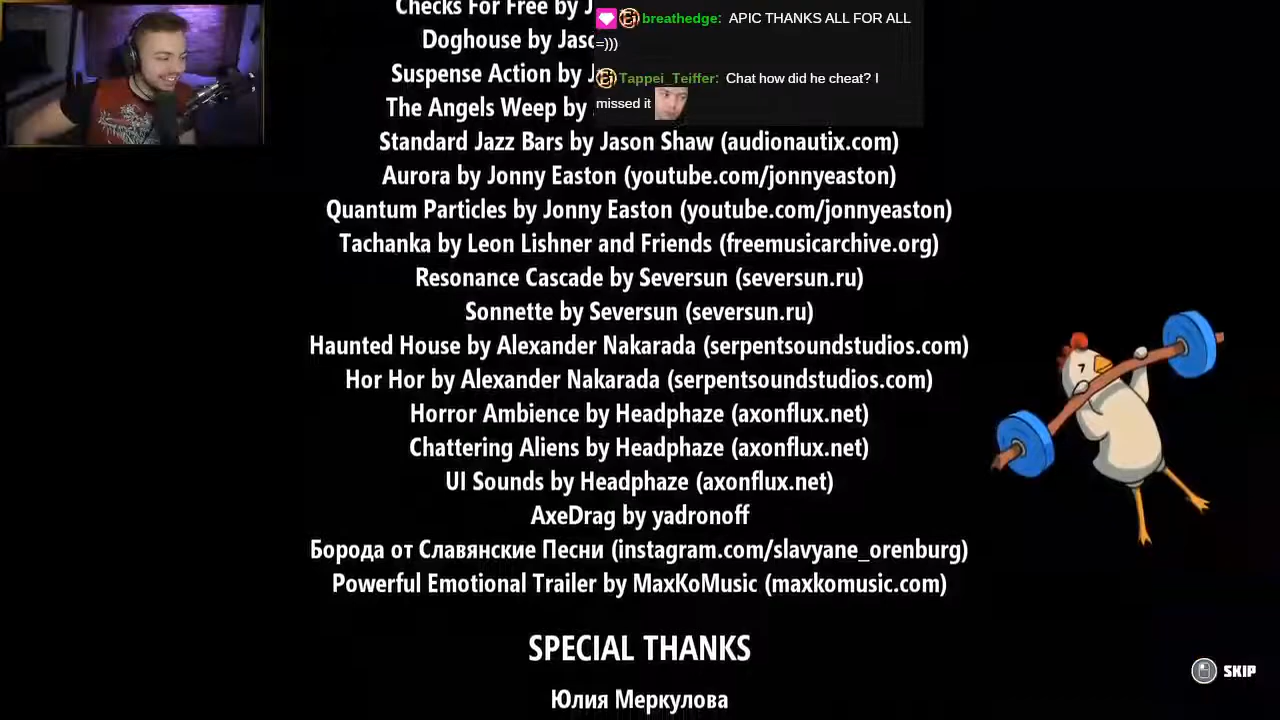 Checks For Free by
breathedge: APIC THANKS ALL FOR ALL
=)))
Doghouse by
Tappei_Teiffer: Chat how did he cheat? I
missed it
Suspense Action by
The Angels Weep by
Standard Jazz Bars by Jason Shaw (audionautix.com)
Aurora by Jonny Easton (youtube.com/jonnyeaston)
Quantum Particles by Jonny Easton (youtube.com/jonnyeaston)
Tachanka by Leon Lishner and Friends (freemusicarchive.org)
Resonance Cascade by Seversun (seversun.ru)
Sonnette by Seversun (seversun.ru)
Haunted House by Alexander Nakarada (serpentsoundstudios.com)
Hor Hor by Alexander Nakarada (serpentsoundstudios.com)
Horror Ambience by Headphaze (axonflux.net)
Chattering Aliens by Headphaze (axonflux.net)
UI Sounds by Headphaze (axonflux.net)
AxeDrag by yadronoff
Борода от Славянские Песни (instagram.com/slavyane_orenburg)
Powerful Emotional Trailer by MaxKoMusic (maxkomusic.com)
SPECIAL THANKS
SKIP
Юлия Меркулова